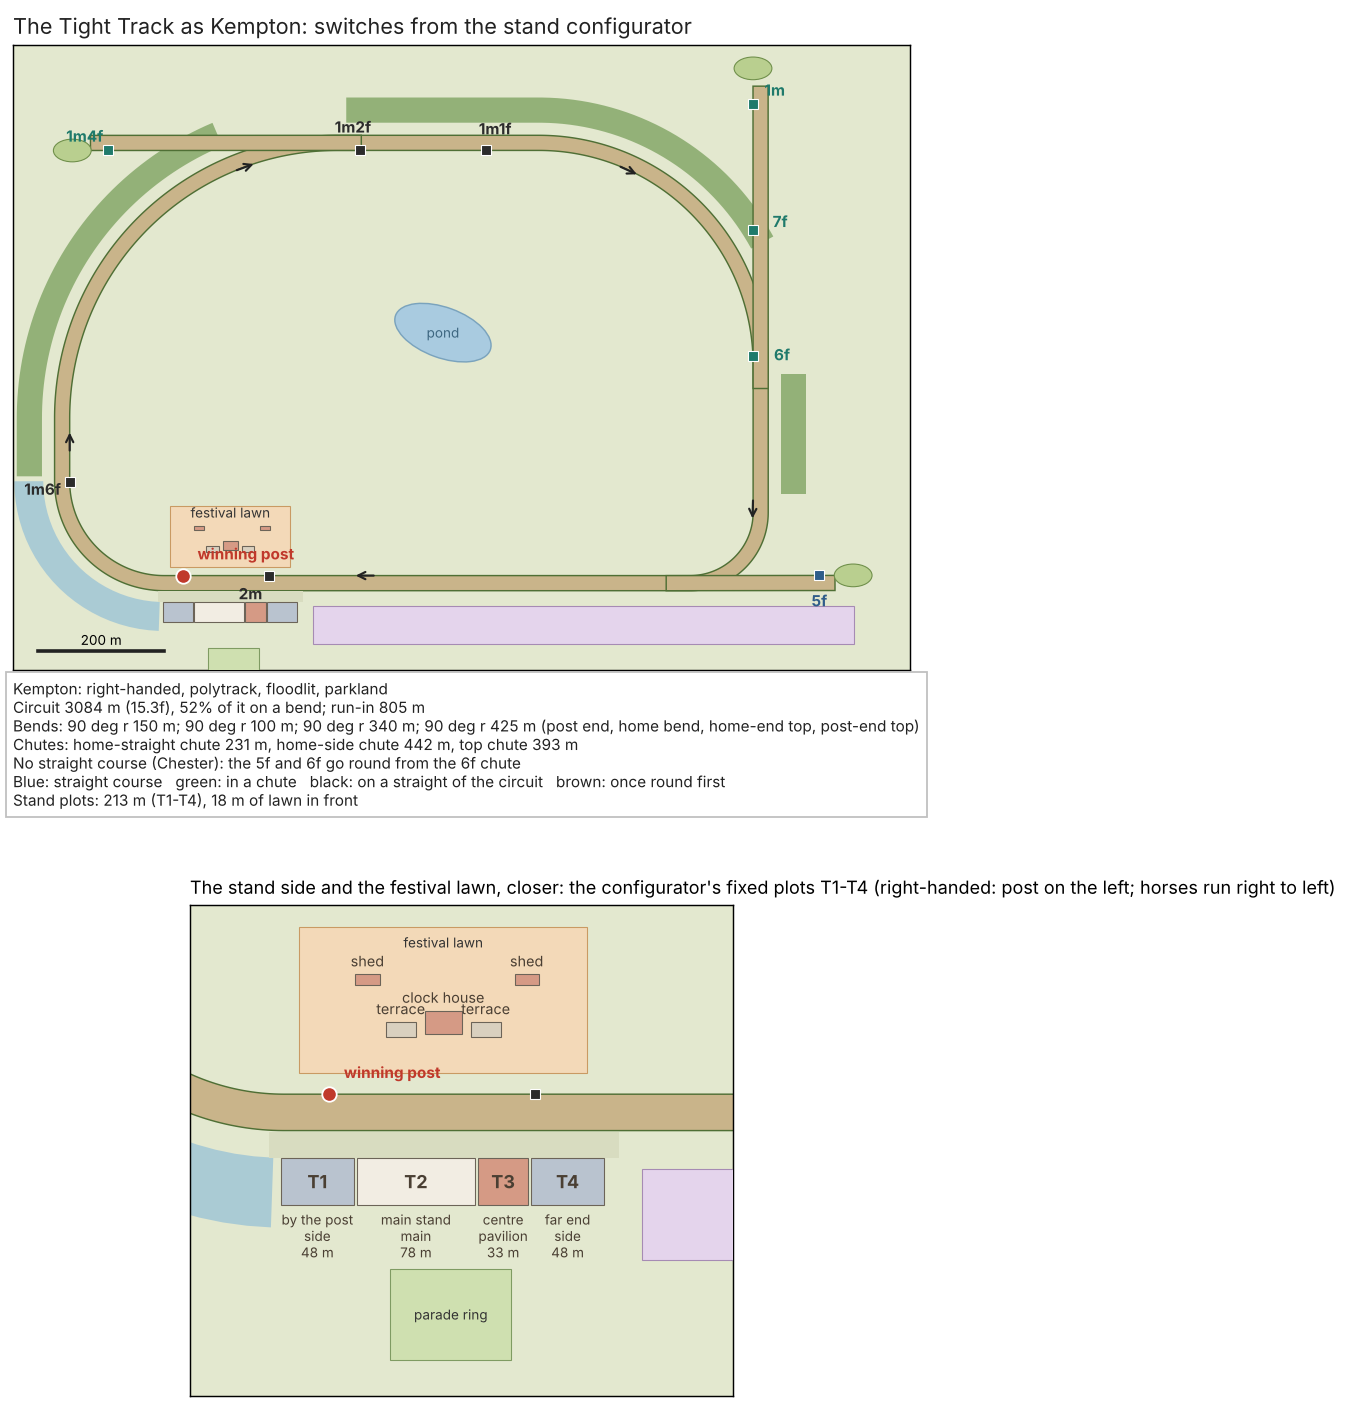 The Tight Track as Kempton: switches from the stand configurator
1m
1m4f
1m2f
1m1f
7f
pond
6f
1m6f
festival lawn
winning post
2m
5f
200 m
Kempton: right-handed, polytrack, floodlit, parkland
Circuit 3084 m (15.3f), 52% of it on a bend; run-in 805 m
Bends: 90 deg r 150 m; 90 deg r 100 m; 90 deg r 340 m; 90 deg r 425 m (post end, home bend, home-end top, post-end top)
Chutes: home-straight chute 231 m, home-side chute 442 m, top chute 393 m
No straight course (Chester): the 5f and 6f go round from the 6f chute
Blue: straight course   green: in a chute   black: on a straight of the circuit   brown: once round first
Stand plots: 213 m (T1-T4), 18 m of lawn in front
The stand side and the festival lawn, closer: the configurator's fixed plots T1-T4 (right-handed: post on the left; horses run right to left)
festival lawn
shed shed
clock house
terrace terrace
winning post
T1 T2 T3 T4
by the post main stand centre far end
side main pavilion side
48 m 78 m 33 m 48 m
parade ring